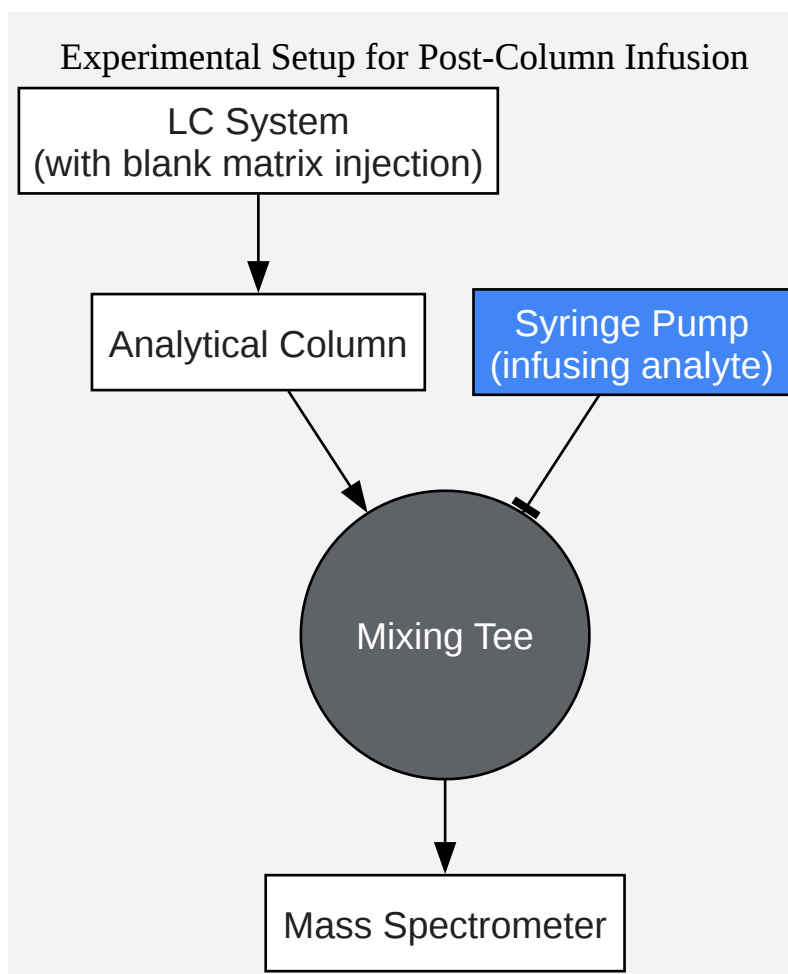 Experimental Setup for Post-Column Infusion
LC System
(with blank matrix injection)
Analytical Column
Syringe Pump
(infusing analyte)
Mixing Tee
Mass Spectrometer